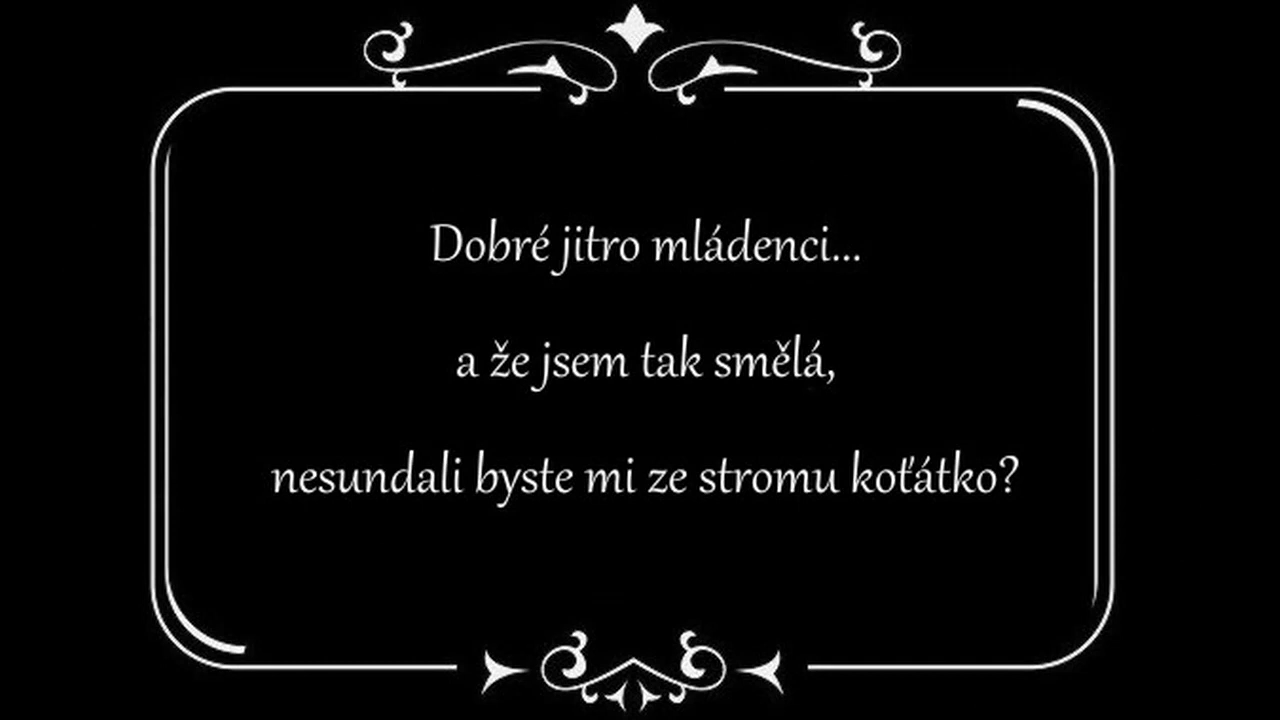 Dobré jitro mládenci...
a že jsem tak smělá,
nesundali byste mi ze stromu koťátko?